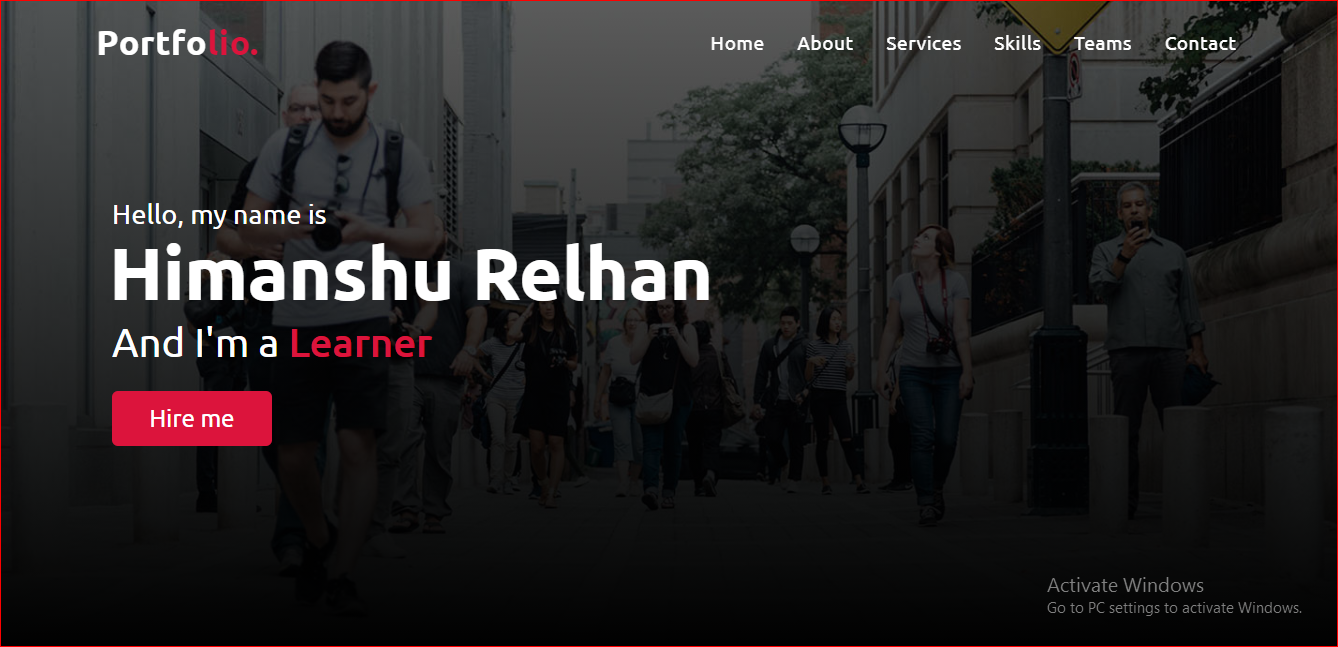 Portfolio.
Home About Services Skills Teams Contact
Hello, my name is
Himanshu Relhan
And I'm a Learner
Hire me
Activate Windows
Go to PC settings to activate Windows.